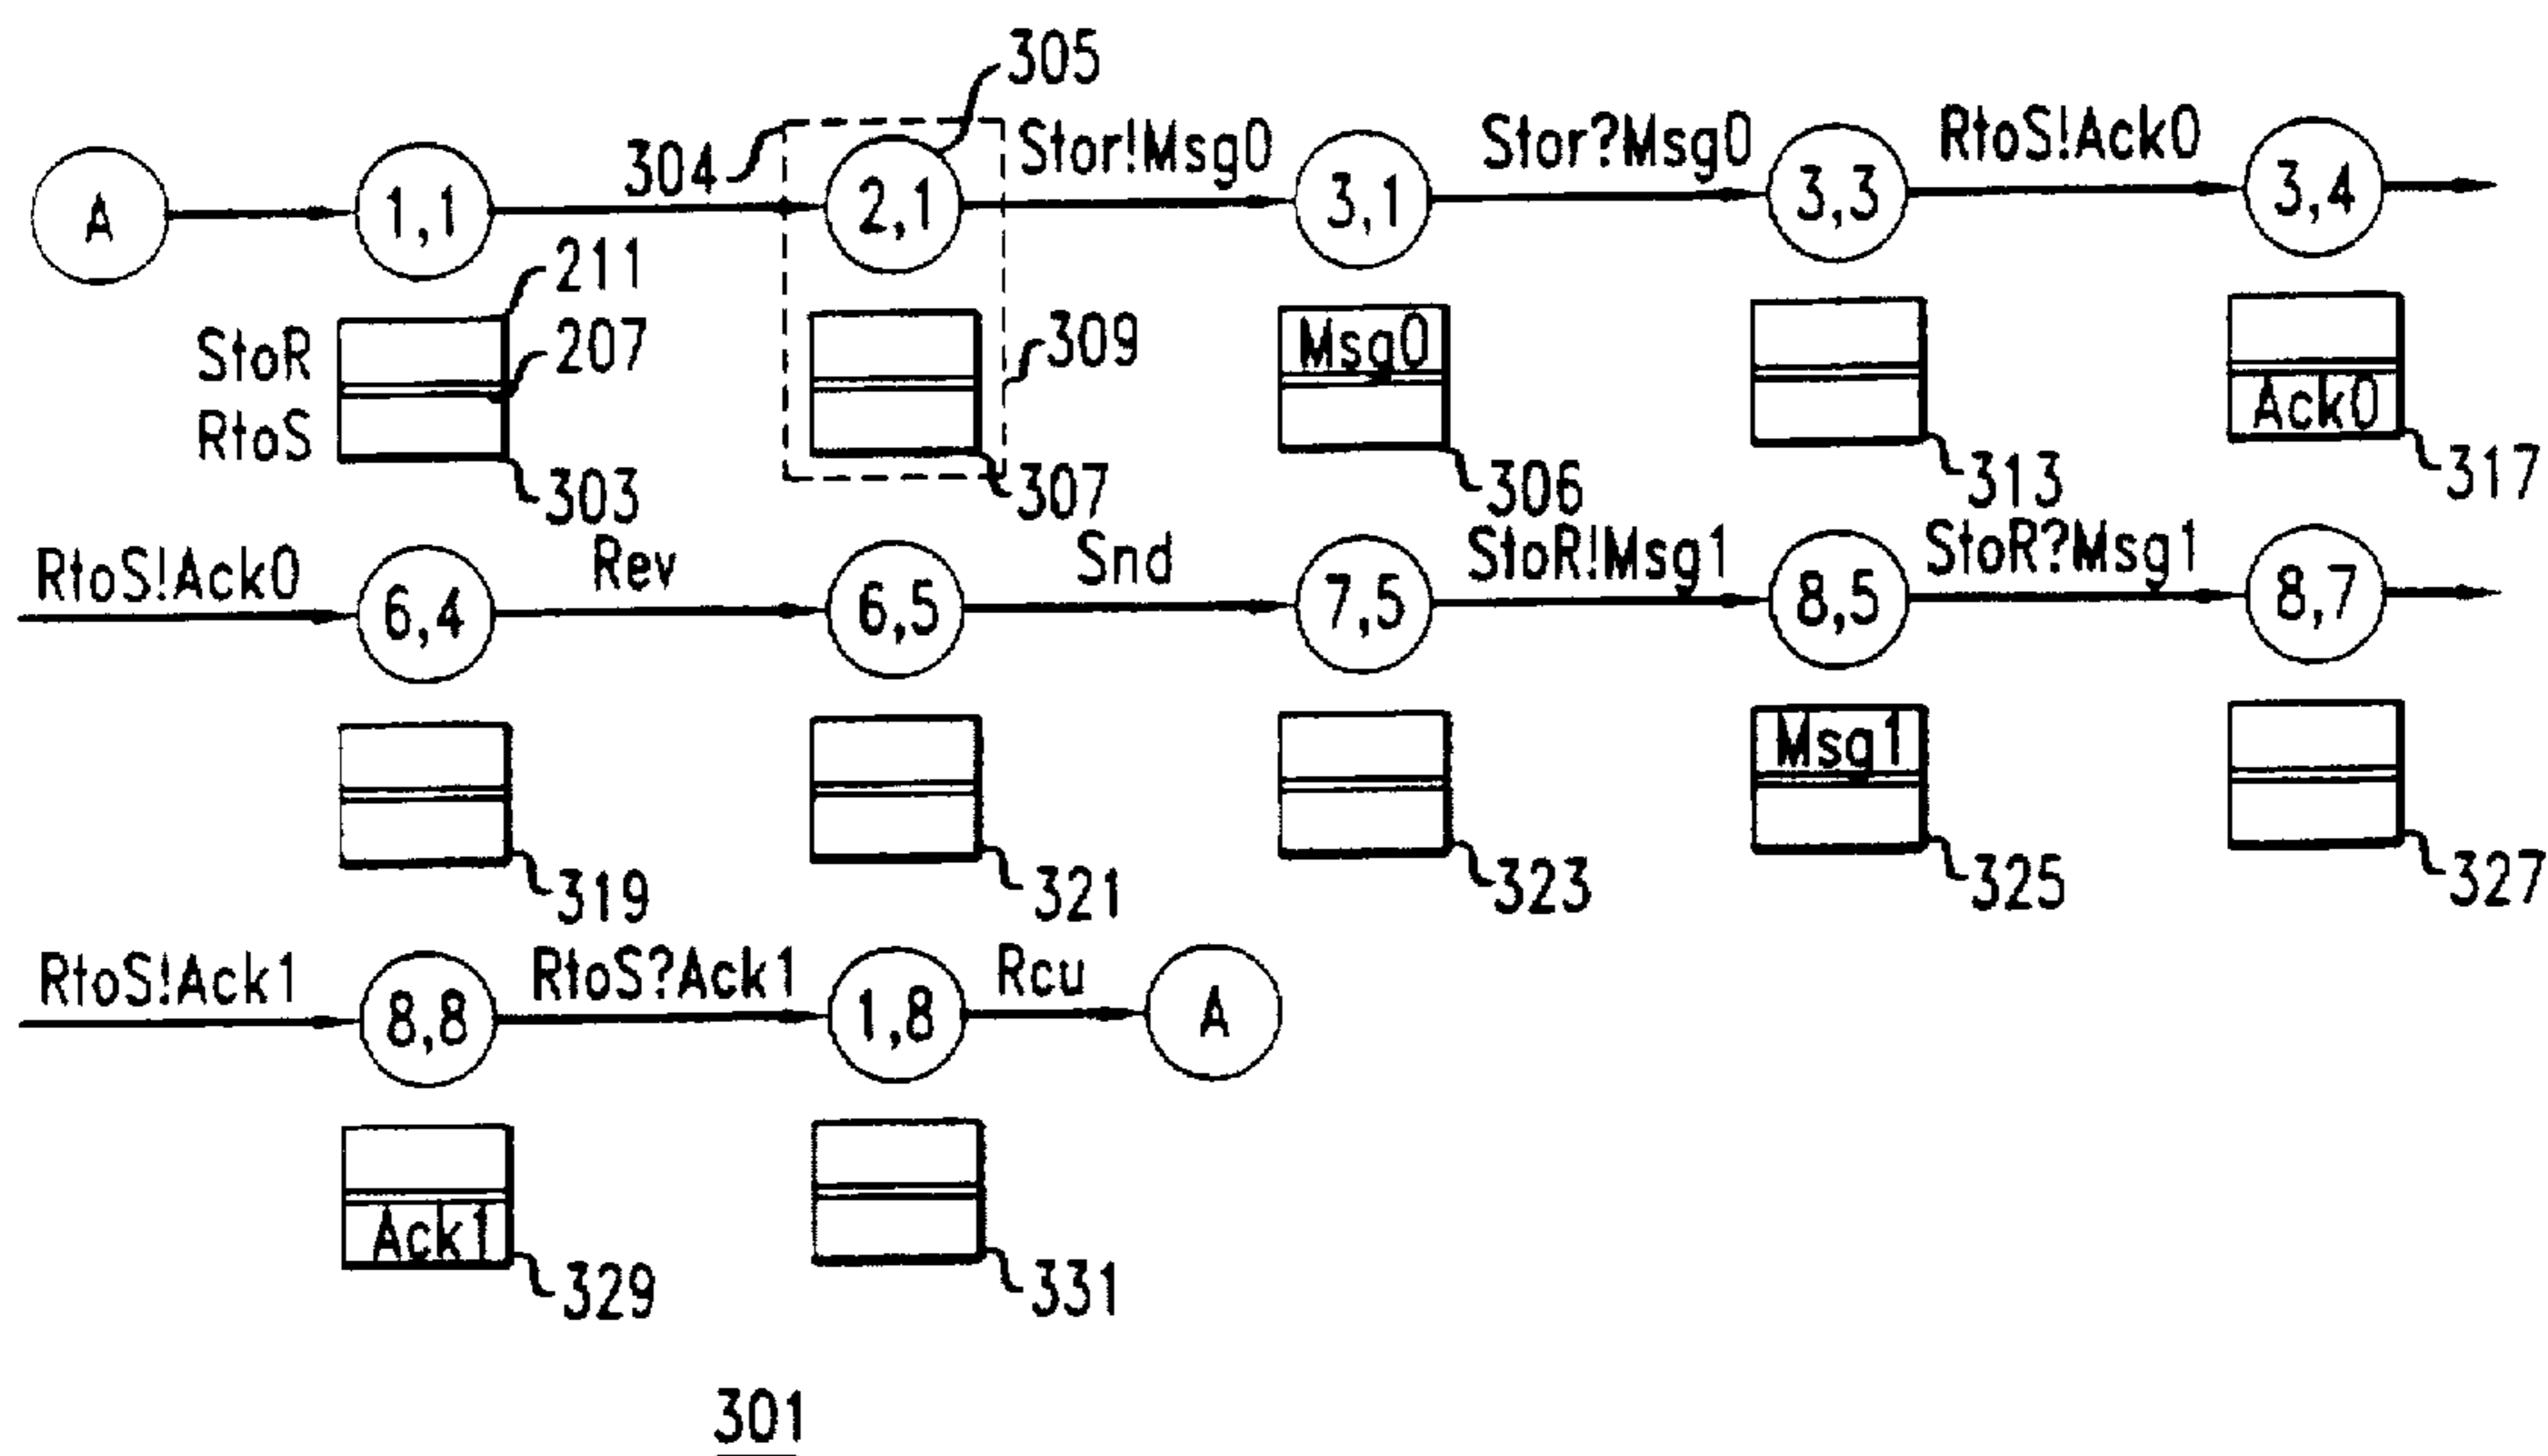 305
304
Stor!Msg0
Stor?Msg0
RtoS!Ack0
A
1,1
2,1
3,1
3,3
3,4
211
StoR
207
309
Msg0
RtoS
Ack0
303
307
306
313
317
RtoS!Ack0
Rev
Snd
StoR!Msg1
StoR?Msg1
6,4
6,5
7,5
8,5
8,7
Msg1
319
321
323
325
327
RtoS!Ack1
RtoS?Ack1
Rcu
8,8
1,8
A
Ack1
329
331
301